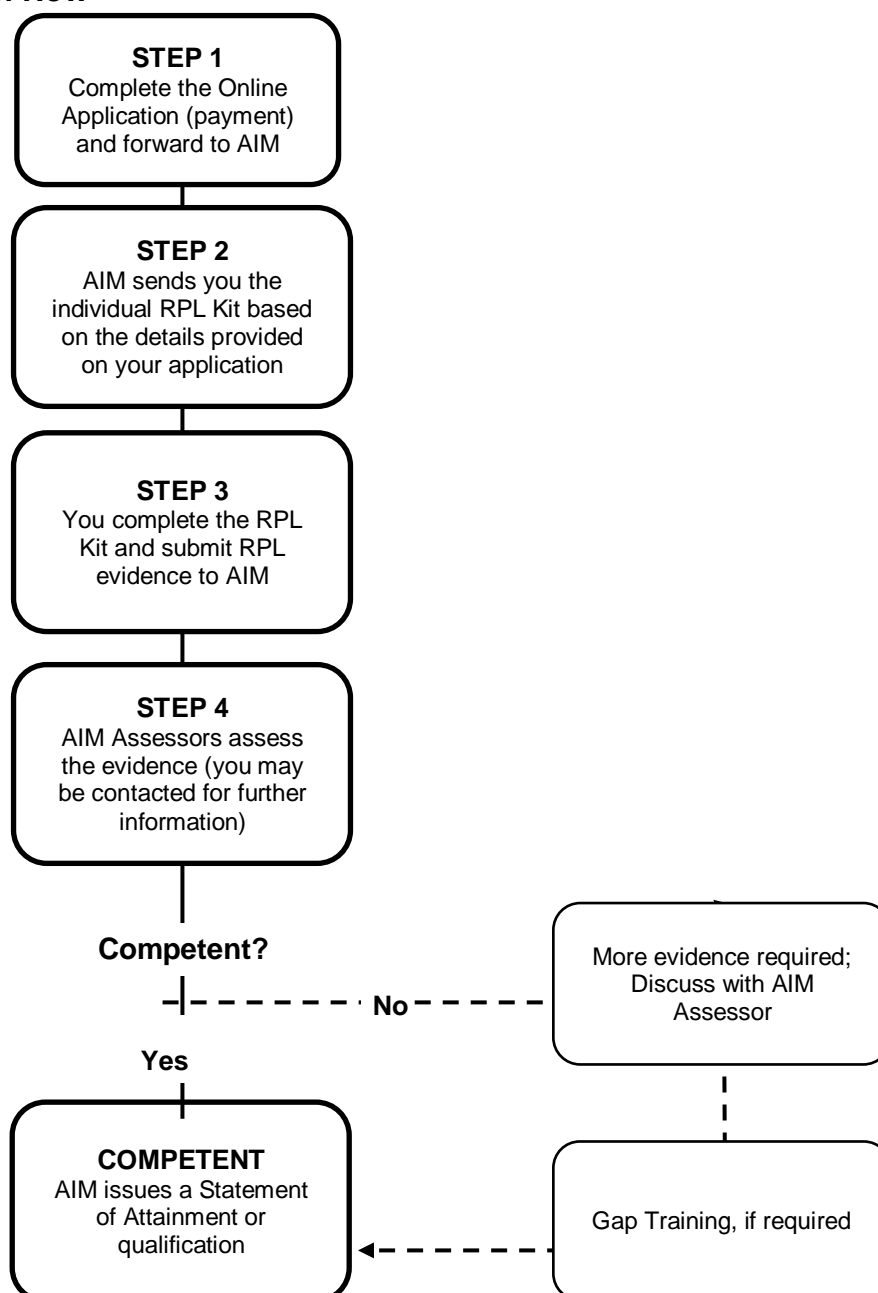 STEP 1
Complete the Online
Application (payment)
and forward to AIM
STEP 2
AIM sends you the
individual RPL Kit based
on the details provided
on your application
STEP 3
You complete the RPL
Kit and submit RPL
evidence to AIM
STEP 4
AIM Assessors assess
the evidence (you may
be contacted for further
information)
Competent?
More evidence required;
Discuss with AIM
Assessor
No
Yes
COMPETENT
AIM issues a Statement
of Attainment or
qualification
Gap Training, if required